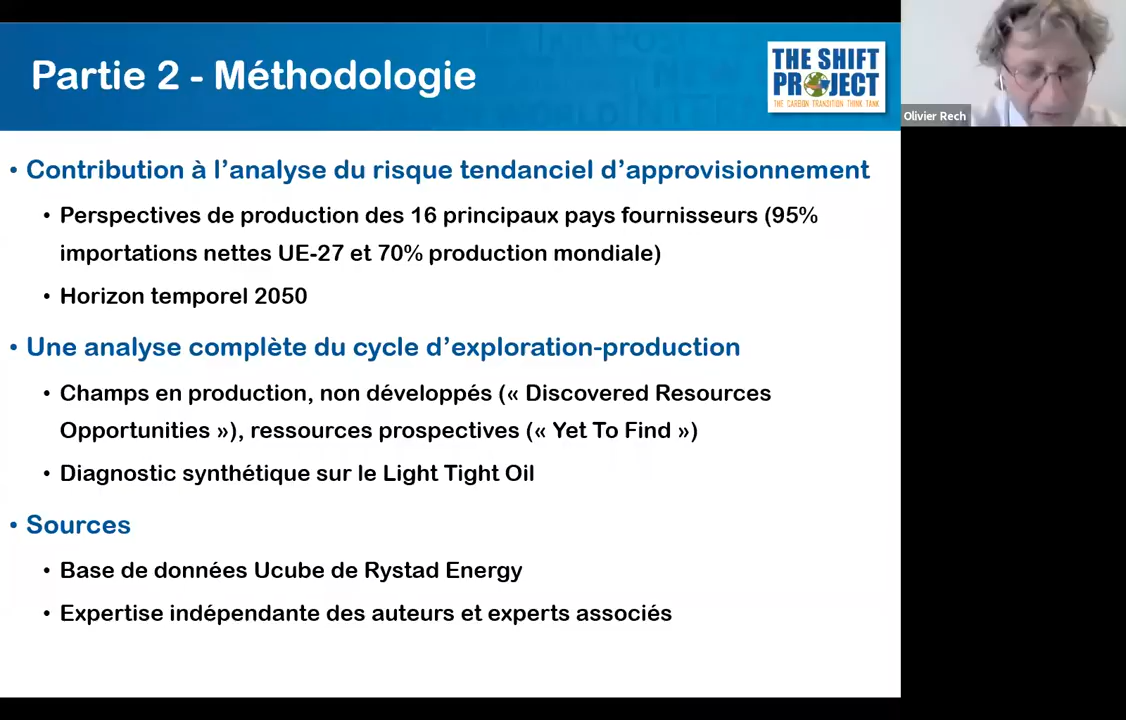 Partie 2 - Méthodologie
THE SHIFT
PROJECT
THE CARBON TRANSITION THINK TANK
Olivier Rech
• Contribution à l’analyse du risque tendanciel d’approvisionnement
• Perspectives de production des 16 principaux pays fournisseurs (95%
importations nettes UE-27 et 70% production mondiale)
• Horizon temporel 2050
• Une analyse complète du cycle d’exploration-production
• Champs en production, non développés (« Discovered Resources
Opportunities »), ressources prospectives (« Yet To Find »)
• Diagnostic synthétique sur le Light Tight Oil
• Sources
• Base de données Ucube de Rystad Energy
• Expertise indépendante des auteurs et experts associés